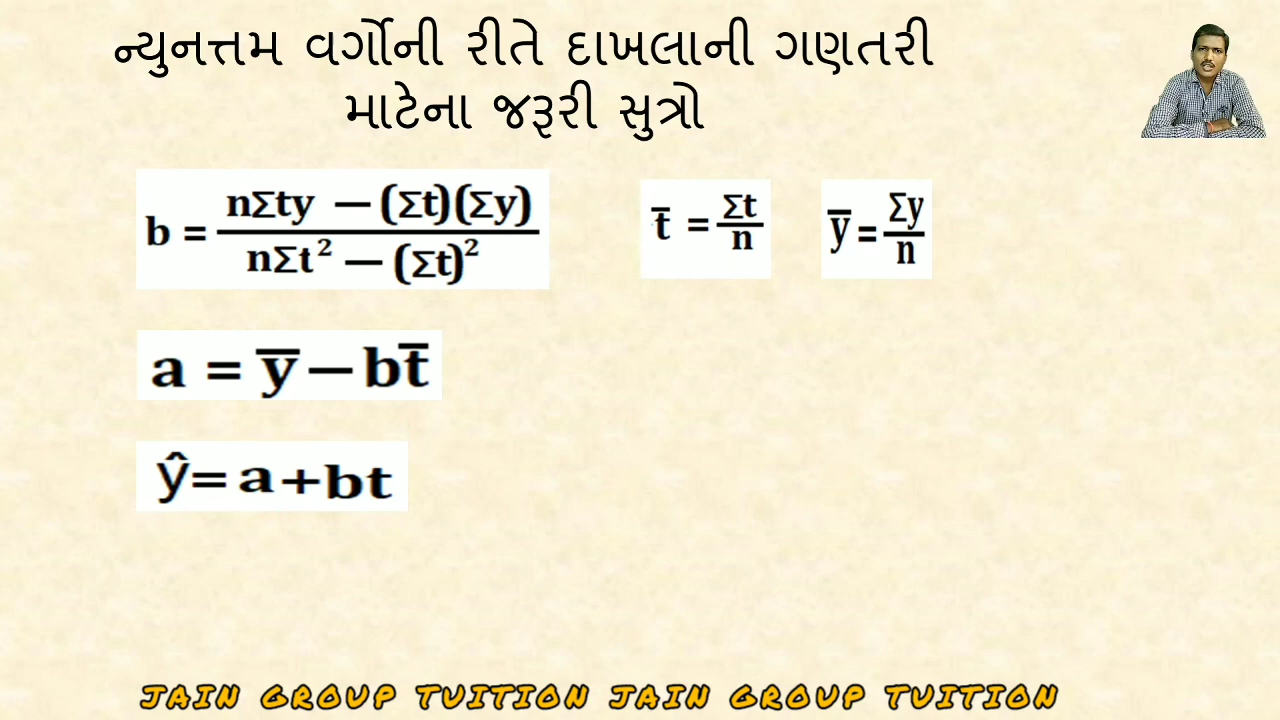 ન્યુનત્તમ વર્ગોની રીતે દાખલાની ગણતરી
માટેના જરૂરી સુત્રો
b = (nΣty − (Σt)(Σy)) / (nΣt² − (Σt)²)
t̅ = Σt / n
y̅ = Σy / n
a = y̅ − bt̅
ŷ = a + bt
JAIN GROUP TUITION JAIN GROUP TUITION